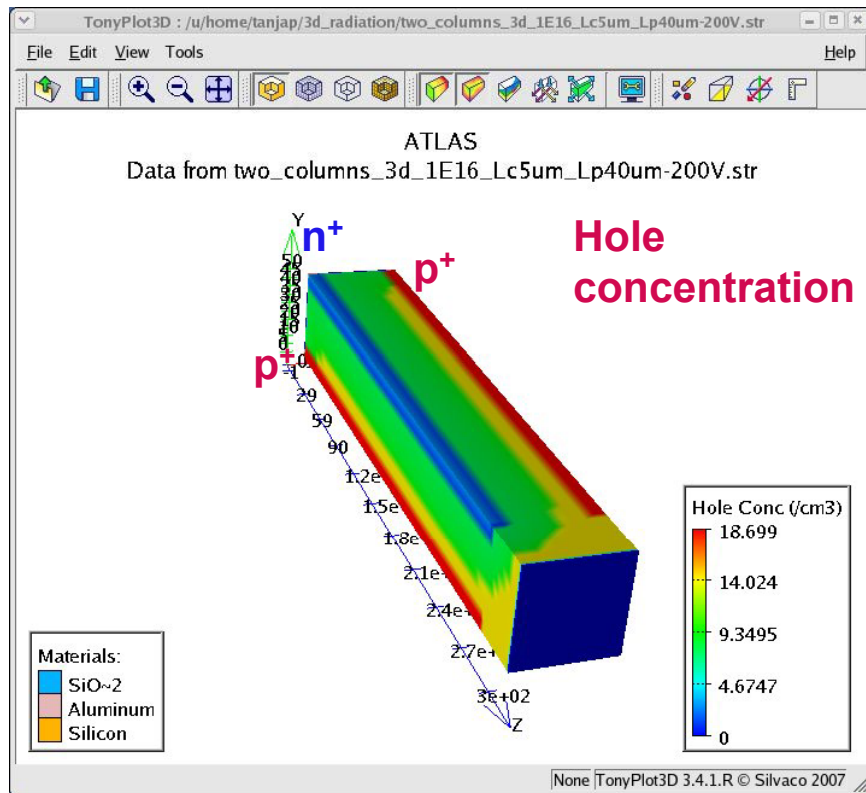 TonyPlot3D : /u/home/tanjap/3d_radiation/two_columns_3d_1E16_Lc5um_Lp40um-200V.str
File Edit View Tools Help
ATLAS
Data from two_columns_3d_1E16_Lc5um_Lp40um-200V.str
Y
n+
p+
Hole
concentration
50
0
p+
0
-1
29
59
90
1.2e+
1.5e+
1.8e+
2.1e+
2.4e+
2.7e+
3e+02
Z
Hole Conc (/cm3)
18.699
14.024
9.3495
4.6747
0
Materials:
SiO~2
Aluminum
Silicon
None TonyPlot3D 3.4.1.R © Silvaco 2007